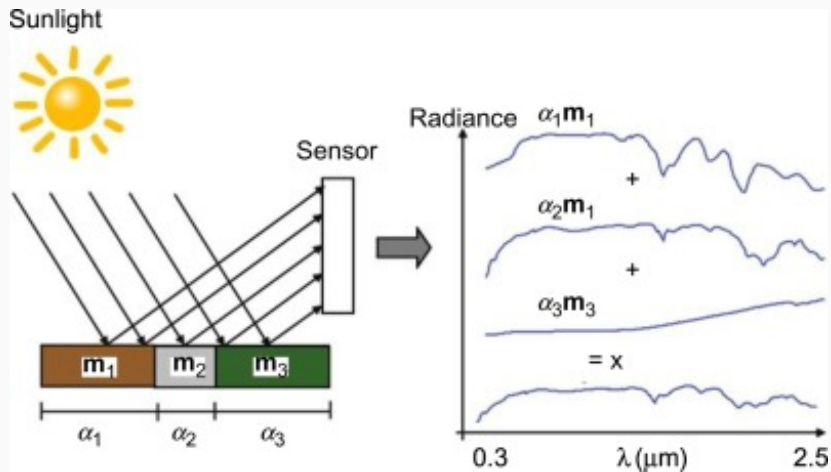 Sunlight
Sensor
m₁ m₂ m₃
α₁ α₂ α₃
Radiance
α₁m₁
+
α₂m₁
+
α₃m₃
= x
0.3 λ(μm) 2.5